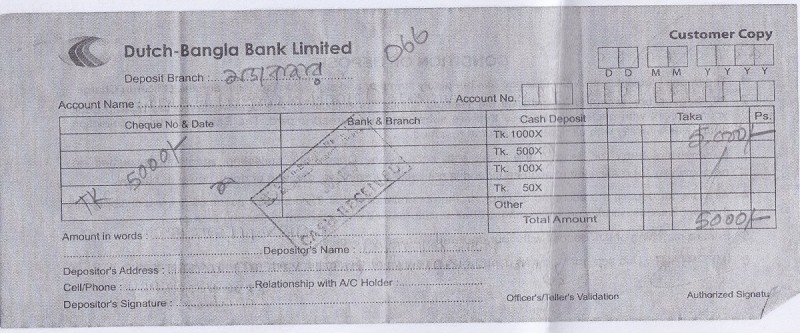 Customer Copy
Dutch-Bangla Bank Limited
066
Deposit Branch :
D D M M Y Y Y Y
Account Name : Account No.
Cheque No & Date Bank & Branch Cash Deposit Taka Ps.
Tk. 1000X 5000/-
Tk. 500X
TK 5000/-
Tk. 100X
Tk. 50X
CASH RECEIVED
Other
Total Amount 5000/-
Amount in words :
Depositor's Name :
Depositor's Address :
Cell/Phone : Relationship with A/C Holder :
Depositor's Signature : Officer's/Teller's Validation Authorized Signatu